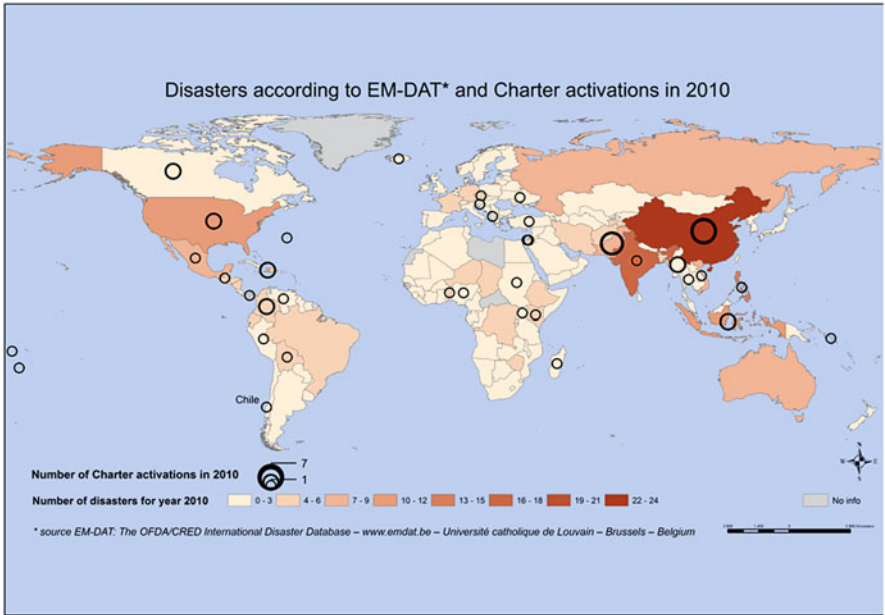 Disasters according to EM-DAT* and Charter activations in 2010
Chile
Number of Charter activations in 2010
7
1
Number of disasters for year 2010
0 - 3
4 - 6
7 - 9
10 - 12
13 - 15
16 - 18
19 - 21
22 - 24
No info
N
W
E
S
* source EM-DAT: The OFDA/CRED International Disaster Database – www.emdat.be – Université catholique de Louvain – Brussels – Belgium